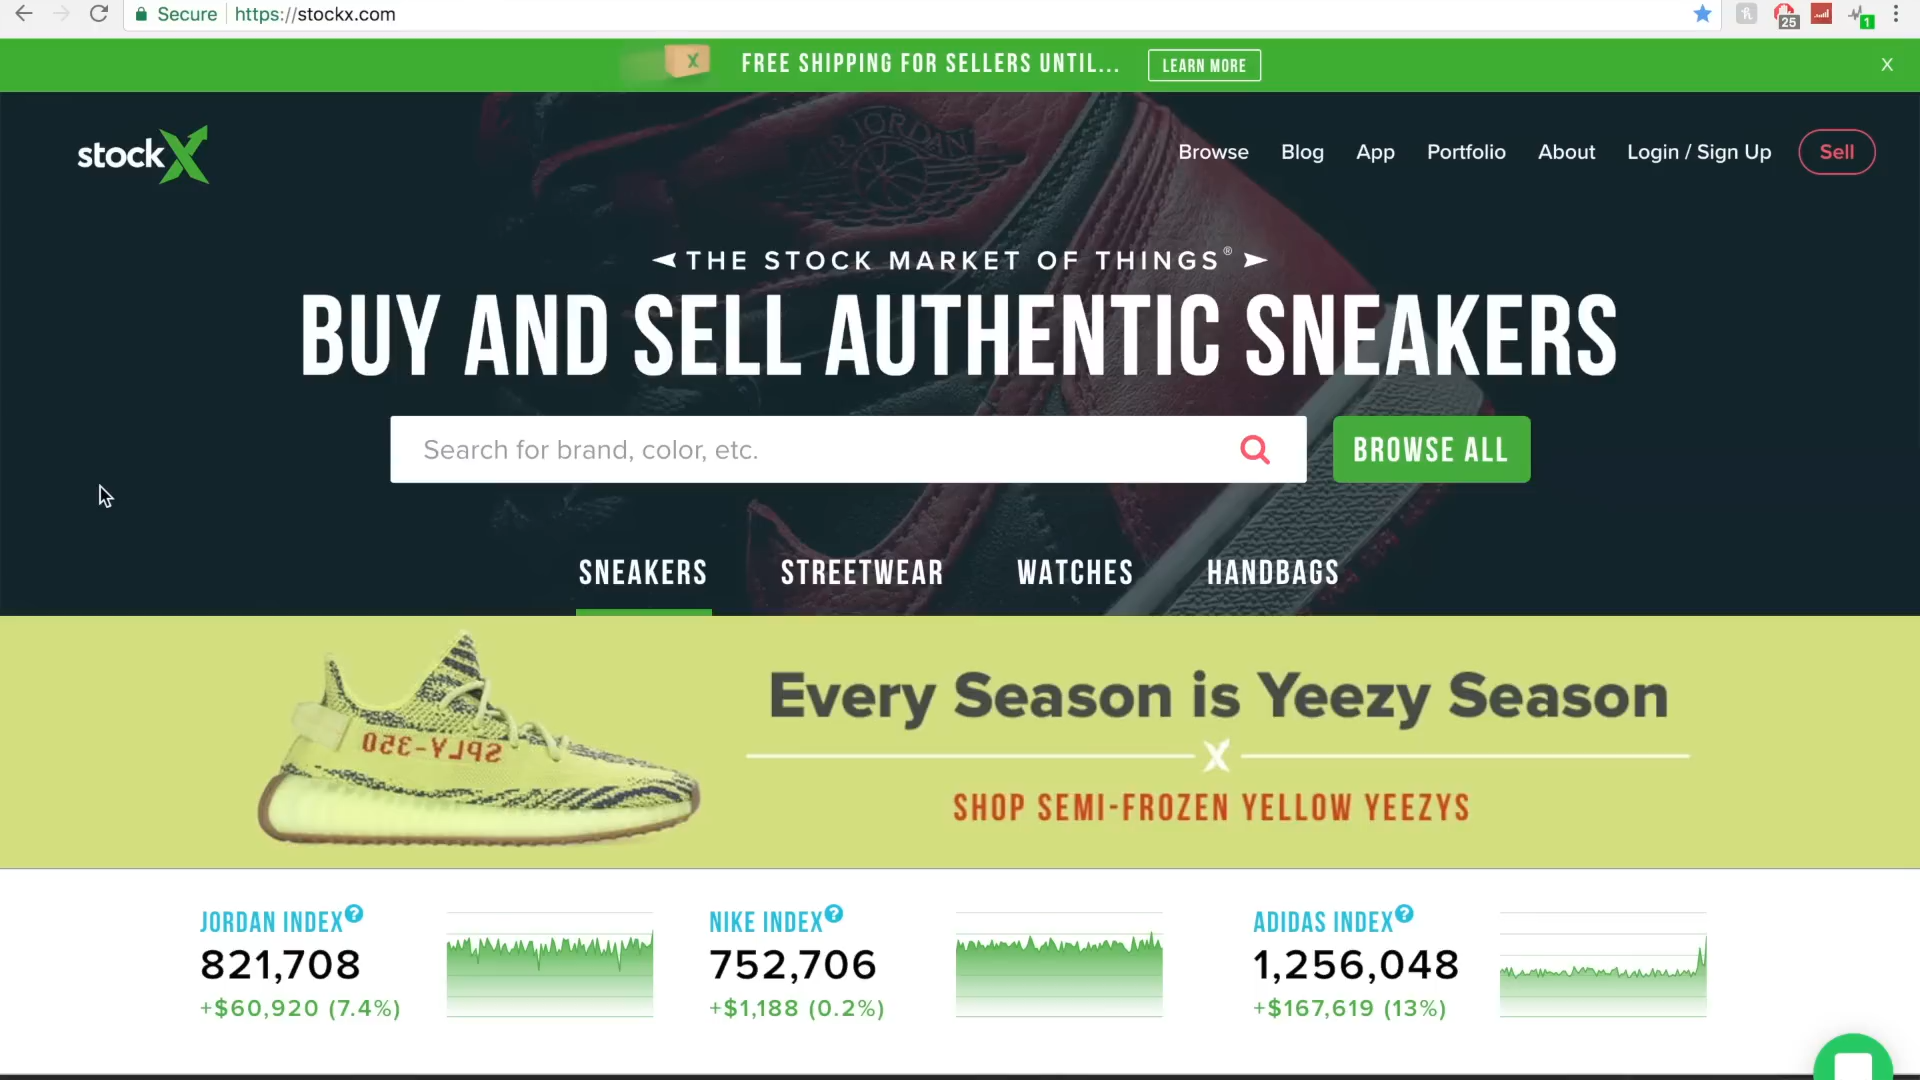 Secure https://stockx.com
25
1
X
FREE SHIPPING FOR SELLERS UNTIL... LEARN MORE X
AIR JORDAN
stockX Browse Blog App Portfolio About Login / Sign Up Sell
THE STOCK MARKET OF THINGS®
BUY AND SELL AUTHENTIC SNEAKERS
Search for brand, color, etc. BROWSE ALL
SNEAKERS STREETWEAR WATCHES HANDBAGS
Every Season is Yeezy Season
SPLY-350
X
SHOP SEMI-FROZEN YELLOW YEEZYS
JORDAN INDEX? NIKE INDEX? ADIDAS INDEX?
821,708 752,706 1,256,048
+$60,920 (7.4%) +$1,188 (0.2%) +$167,619 (13%)